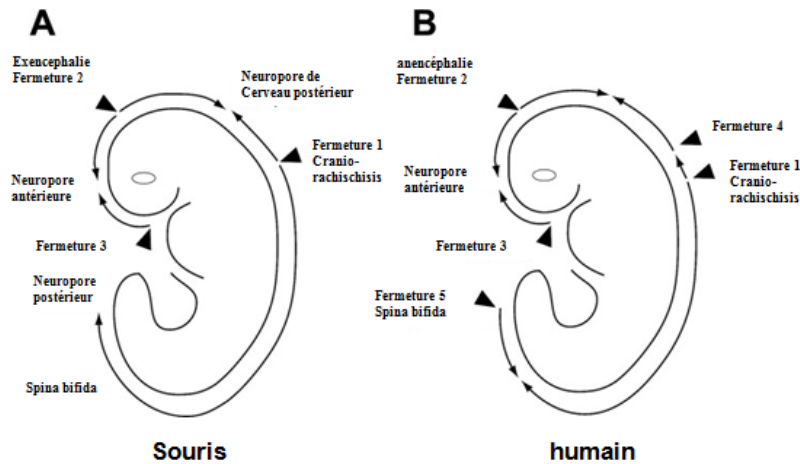 A
Exencephalie
Fermeture 2
Neuropore de
Cerveau postérieur
Fermeture 1
Cranio-
rachischisis
Neuropore
antérieure
Fermeture 3
Neuropore
postérieur
Spina bifida
Souris
B
anencéphalie
Fermeture 2
Fermeture 4
Fermeture 1
Cranio-
rachischisis
Neuropore
antérieure
Fermeture 3
Fermeture 5
Spina bifida
humain